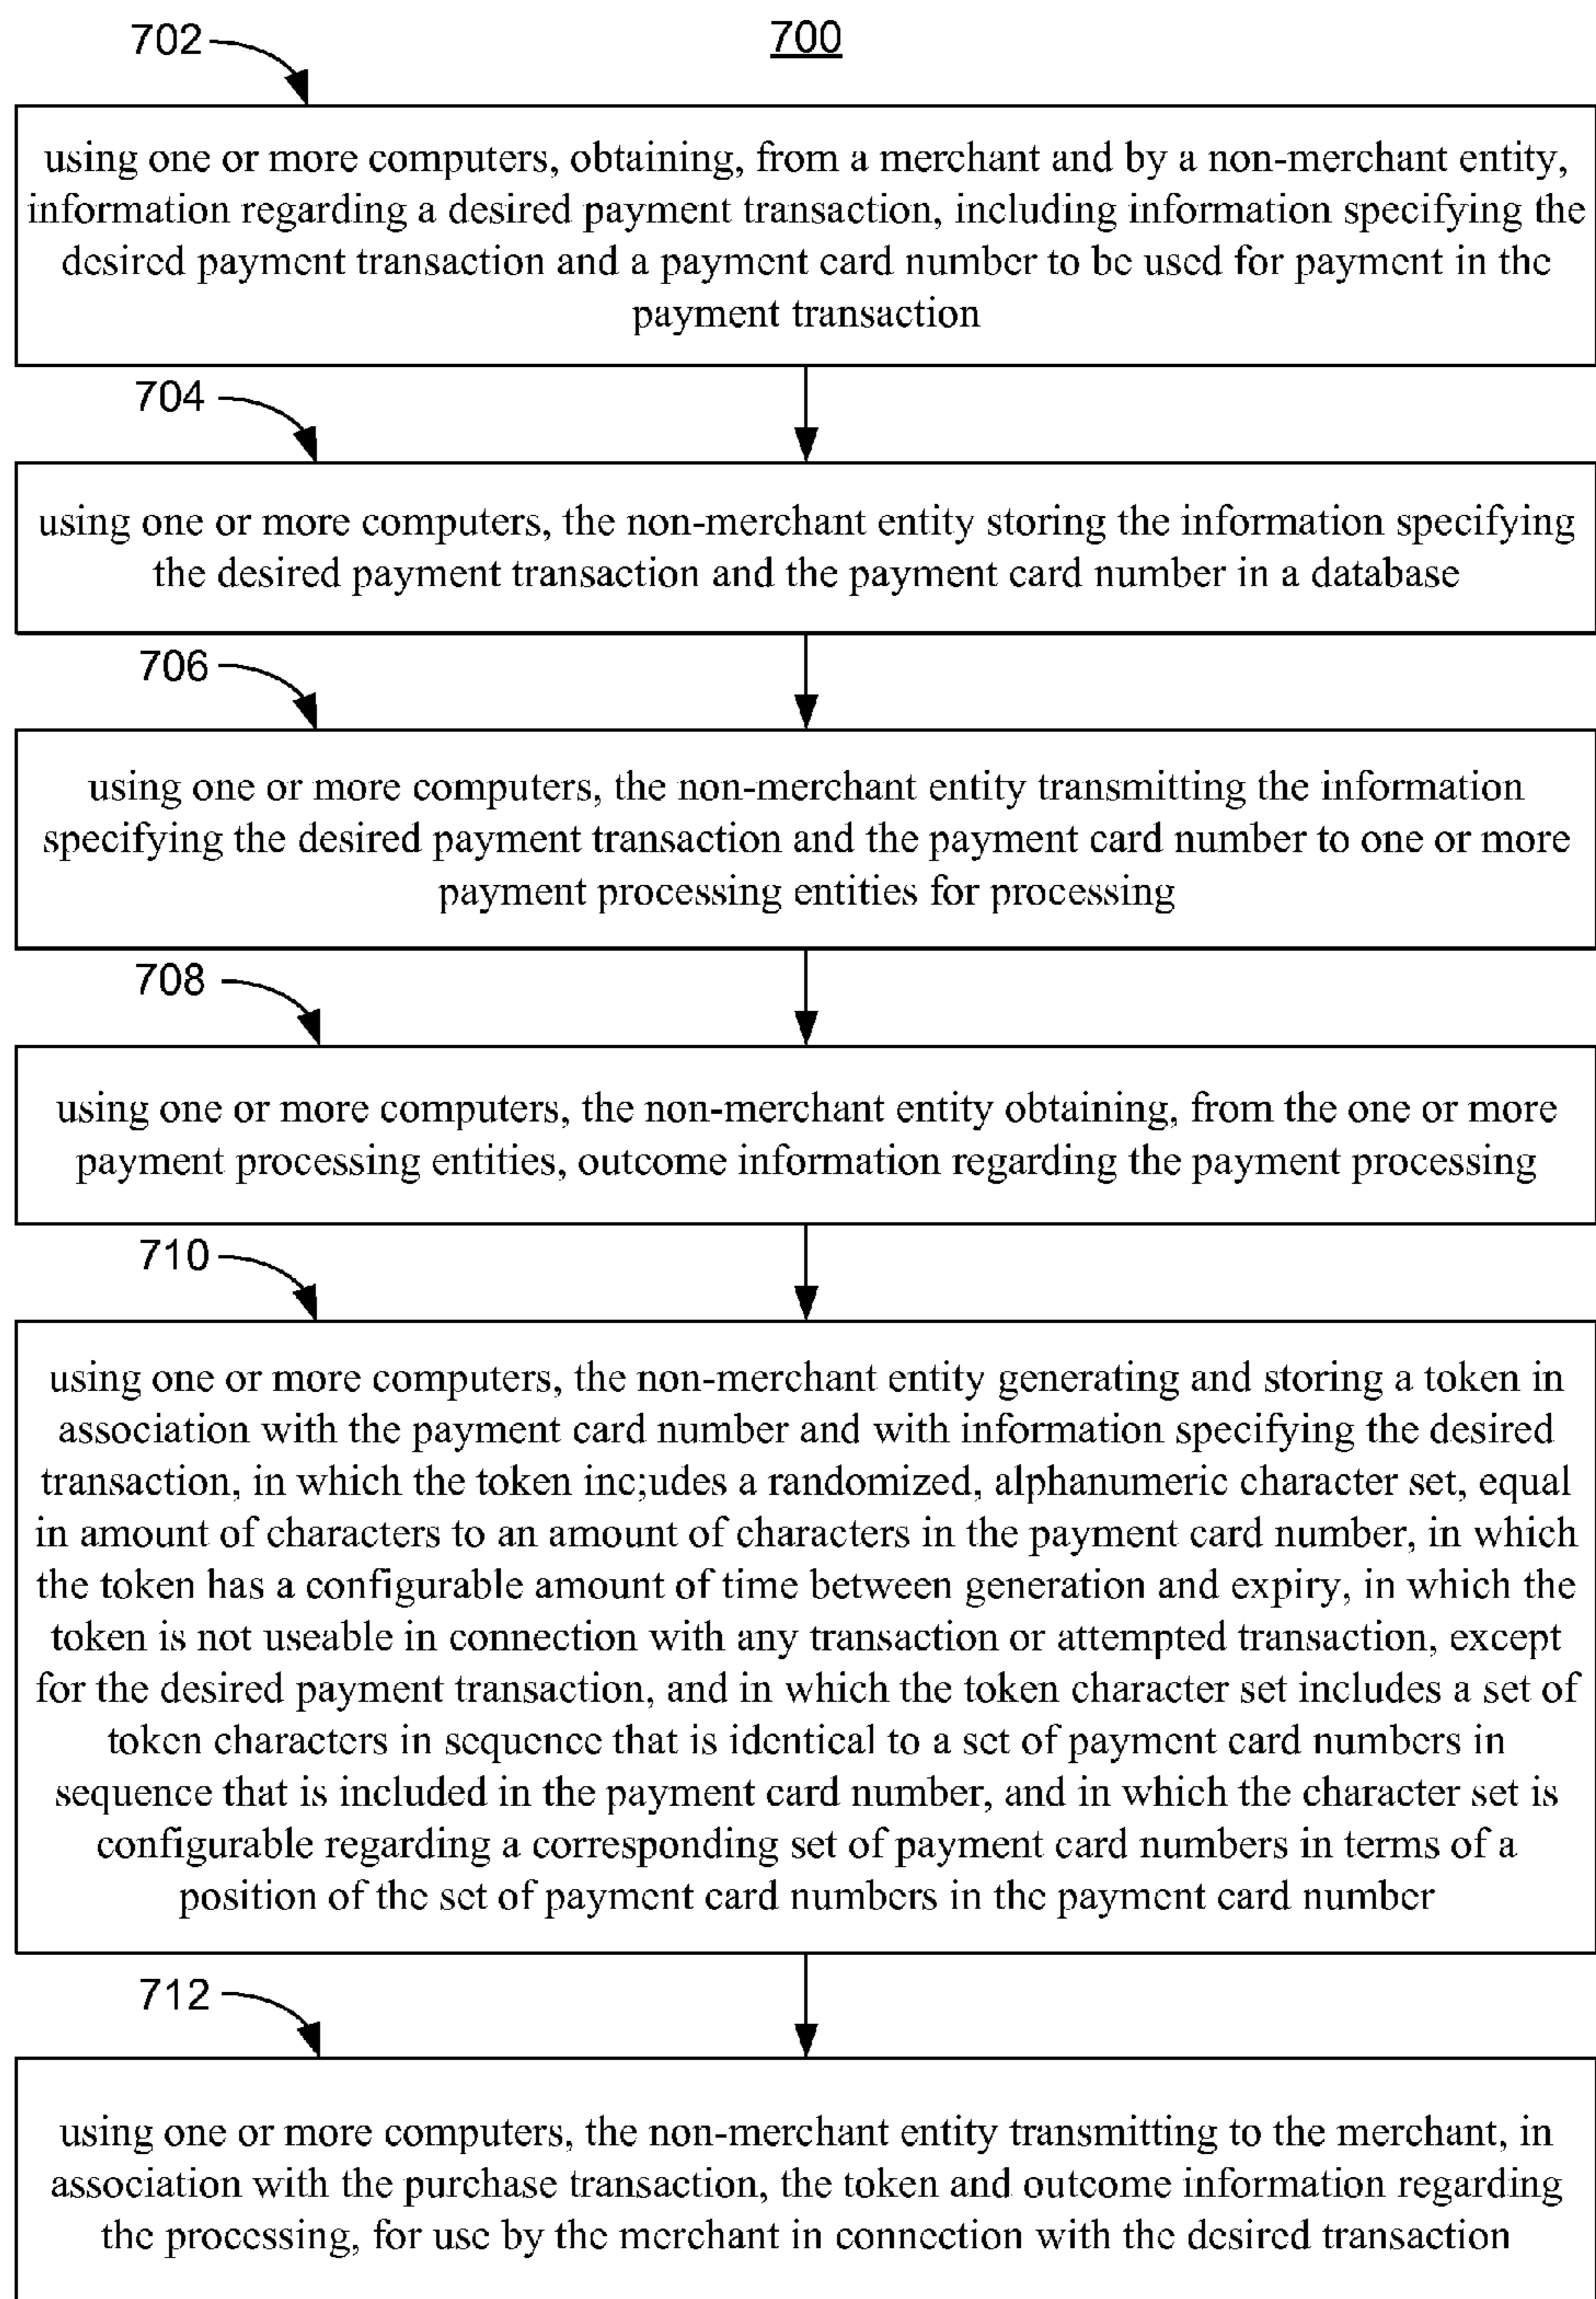 702
700
using one or more computers, obtaining, from a merchant and by a non-merchant entity,
information regarding a desired payment transaction, including information specifying the
desired payment transaction and a payment card number to be used for payment in the
payment transaction
704
using one or more computers, the non-merchant entity storing the information specifying
the desired payment transaction and the payment card number in a database
706
using one or more computers, the non-merchant entity transmitting the information
specifying the desired payment transaction and the payment card number to one or more
payment processing entities for processing
708
using one or more computers, the non-merchant entity obtaining, from the one or more
payment processing entities, outcome information regarding the payment processing
710
using one or more computers, the non-merchant entity generating and storing a token in
association with the payment card number and with information specifying the desired
transaction, in which the token inc;udes a randomized, alphanumeric character set, equal
in amount of characters to an amount of characters in the payment card number, in which
the token has a configurable amount of time between generation and expiry, in which the
token is not useable in connection with any transaction or attempted transaction, except
for the desired payment transaction, and in which the token character set includes a set of
token characters in sequence that is identical to a set of payment card numbers in
sequence that is included in the payment card number, and in which the character set is
configurable regarding a corresponding set of payment card numbers in terms of a
position of the set of payment card numbers in the payment card number
712
using one or more computers, the non-merchant entity transmitting to the merchant, in
association with the purchase transaction, the token and outcome information regarding
the processing, for use by the merchant in connection with the desired transaction